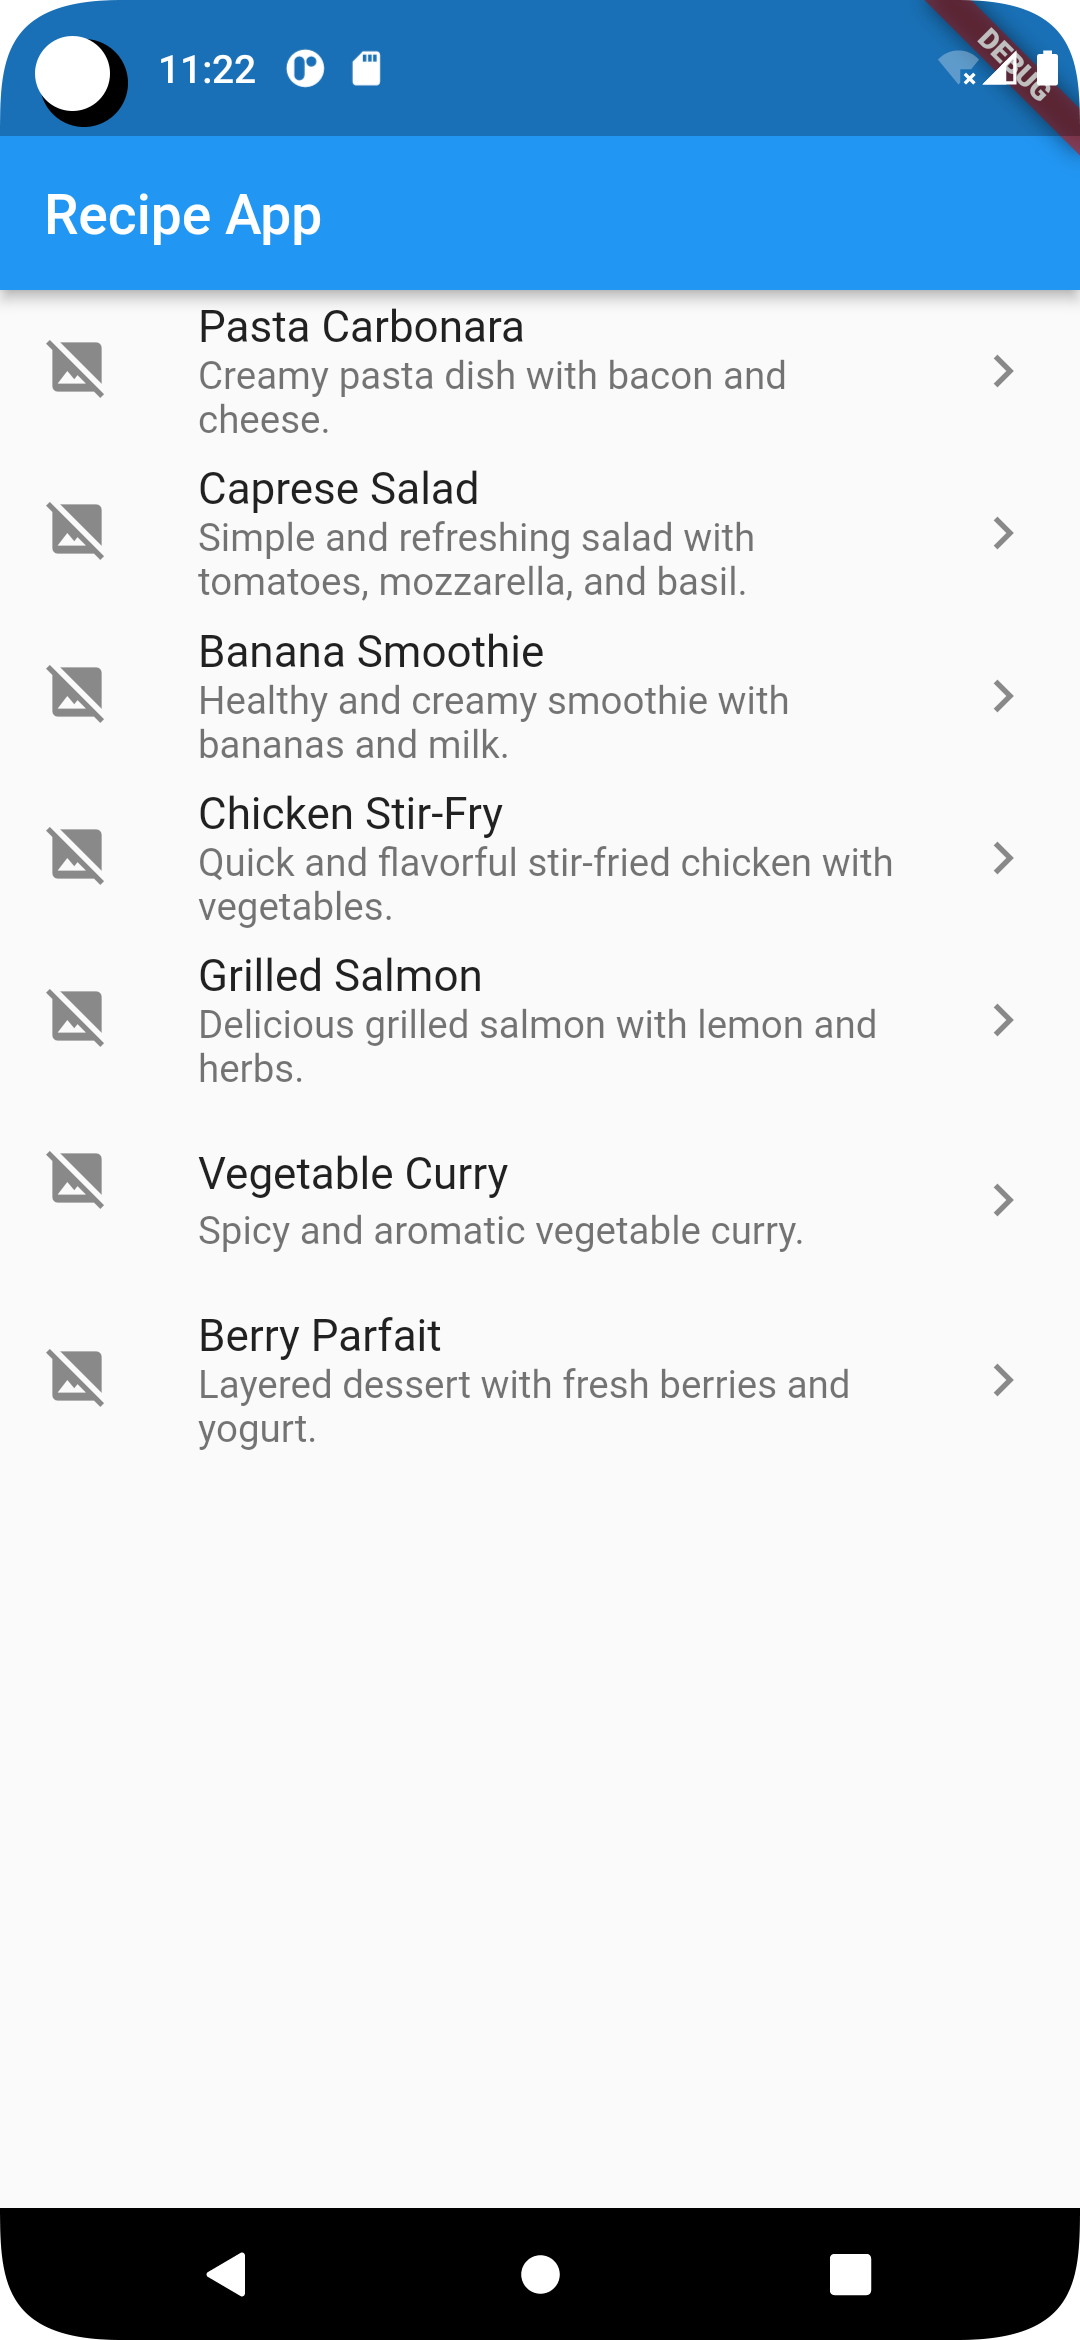 11:22
DEBUG
Recipe App
Pasta Carbonara
Creamy pasta dish with bacon and
cheese.
Caprese Salad
Simple and refreshing salad with
tomatoes, mozzarella, and basil.
Banana Smoothie
Healthy and creamy smoothie with
bananas and milk.
Chicken Stir-Fry
Quick and flavorful stir-fried chicken with
vegetables.
Grilled Salmon
Delicious grilled salmon with lemon and
herbs.
Vegetable Curry
Spicy and aromatic vegetable curry.
Berry Parfait
Layered dessert with fresh berries and
yogurt.